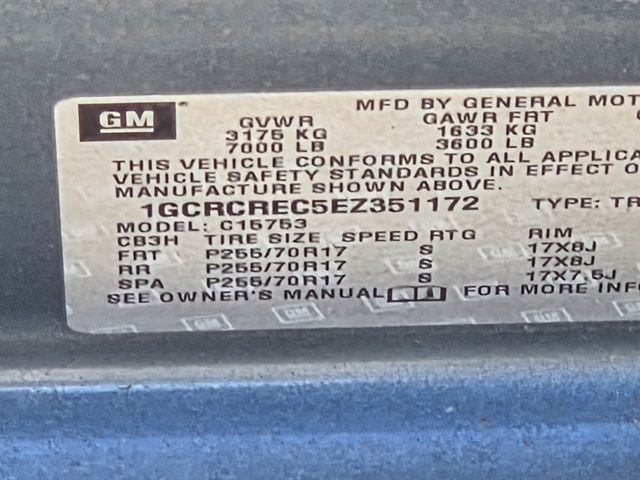 GM
MFD BY GENERAL MOT
GVWR GAWR FRT
3175 KG 1633 KG
7000 LB 3600 LB
THIS VEHICLE CONFORMS TO ALL APPLICA
VEHICLE SAFETY STANDARDS IN EFFECT O
MANUFACTURE SHOWN ABOVE.
1GCRCREC5EZ351172 TYPE: TR
MODEL: C15753
CB3H TIRE SIZE SPEED RTG RIM
FRT P255/70R17 S 17X8J
RR P255/70R17 S 17X8J
SPA P255/70R17 S 17X7.5J
SEE OWNER'S MANUAL FOR MORE INFO